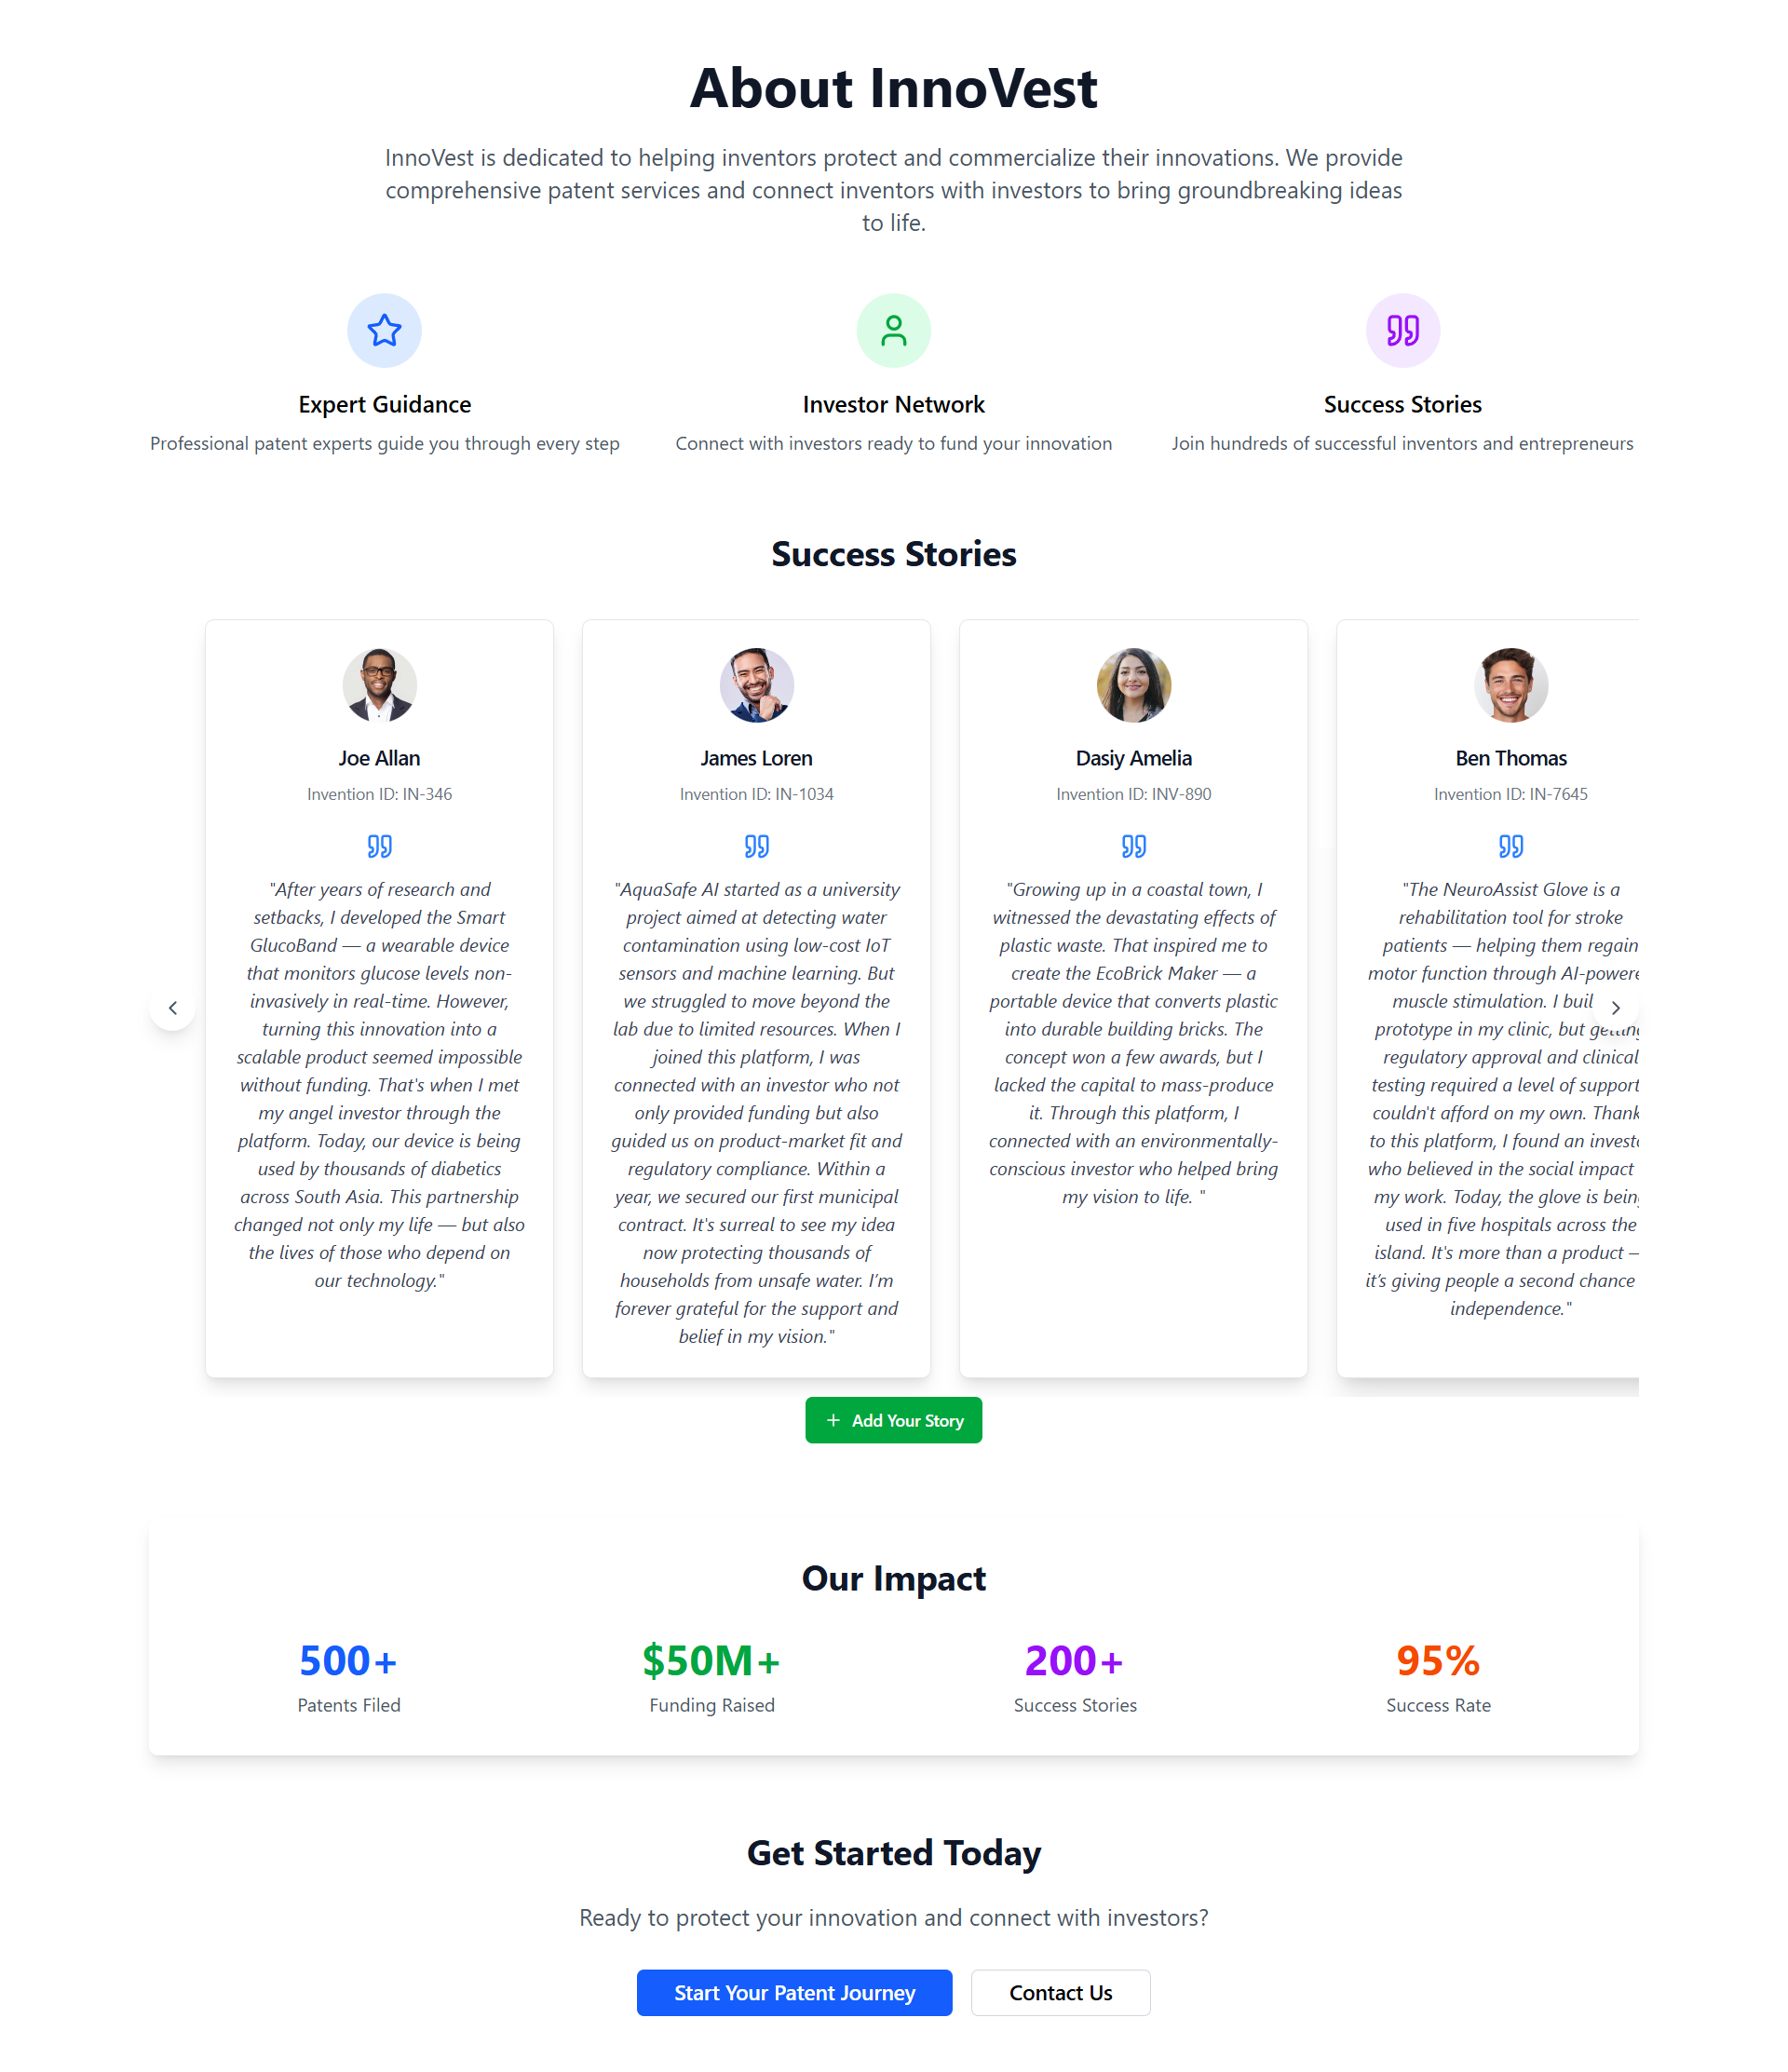 About InnoVest
InnoVest is dedicated to helping inventors protect and commercialize their innovations. We provide
comprehensive patent services and connect inventors with investors to bring groundbreaking ideas
to life.
Expert Guidance
Professional patent experts guide you through every step
Investor Network
Connect with investors ready to fund your innovation
Success Stories
Join hundreds of successful inventors and entrepreneurs
Success Stories
Joe Allan
Invention ID: IN-346
"After years of research and
setbacks, I developed the Smart
GlucoBand — a wearable device
that monitors glucose levels non-
invasively in real-time. However,
turning this innovation into a
scalable product seemed impossible
without funding. That's when I met
my angel investor through the
platform. Today, our device is being
used by thousands of diabetics
across South Asia. This partnership
changed not only my life — but also
the lives of those who depend on
our technology."
James Loren
Invention ID: IN-1034
"AquaSafe AI started as a university
project aimed at detecting water
contamination using low-cost IoT
sensors and machine learning. But
we struggled to move beyond the
lab due to limited resources. When I
joined this platform, I was
connected with an investor who not
only provided funding but also
guided us on product-market fit and
regulatory compliance. Within a
year, we secured our first municipal
contract. It's surreal to see my idea
now protecting thousands of
households from unsafe water. I’m
forever grateful for the support and
belief in my vision."
Dasiy Amelia
Invention ID: INV-890
"Growing up in a coastal town, I
witnessed the devastating effects of
plastic waste. That inspired me to
create the EcoBrick Maker — a
portable device that converts plastic
into durable building bricks. The
concept won a few awards, but I
lacked the capital to mass-produce
it. Through this platform, I
connected with an environmentally-
conscious investor who helped bring
my vision to life. "
Ben Thomas
Invention ID: IN-7645
"The NeuroAssist Glove is a
rehabilitation tool for stroke
patients — helping them regain
motor function through AI-powere
muscle stimulation. I buil
prototype in my clinic, but getting
regulatory approval and clinical
testing required a level of support
couldn't afford on my own. Thank
to this platform, I found an invest
who believed in the social impact
my work. Today, the glove is being
used in five hospitals across the
island. It's more than a product —
it’s giving people a second chance
independence."
Add Your Story
Our Impact
500+
Patents Filed
$50M+
Funding Raised
200+
Success Stories
95%
Success Rate
Get Started Today
Ready to protect your innovation and connect with investors?
Start Your Patent Journey
Contact Us